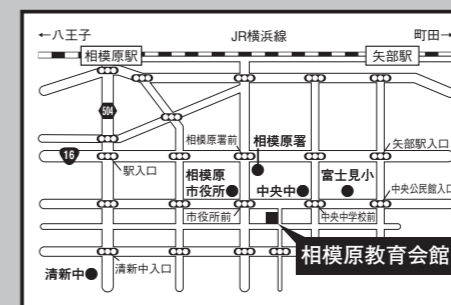 ←八王子
JR横浜線
町田→
相模原駅
矢部駅
504
相模原署前
相模原署
矢部駅入口
16
駅入口
相模原
市役所
中央中
富士見小
中央公民館入口
市役所前
中央中学校前
相模原教育会館
清新中
清新中入口